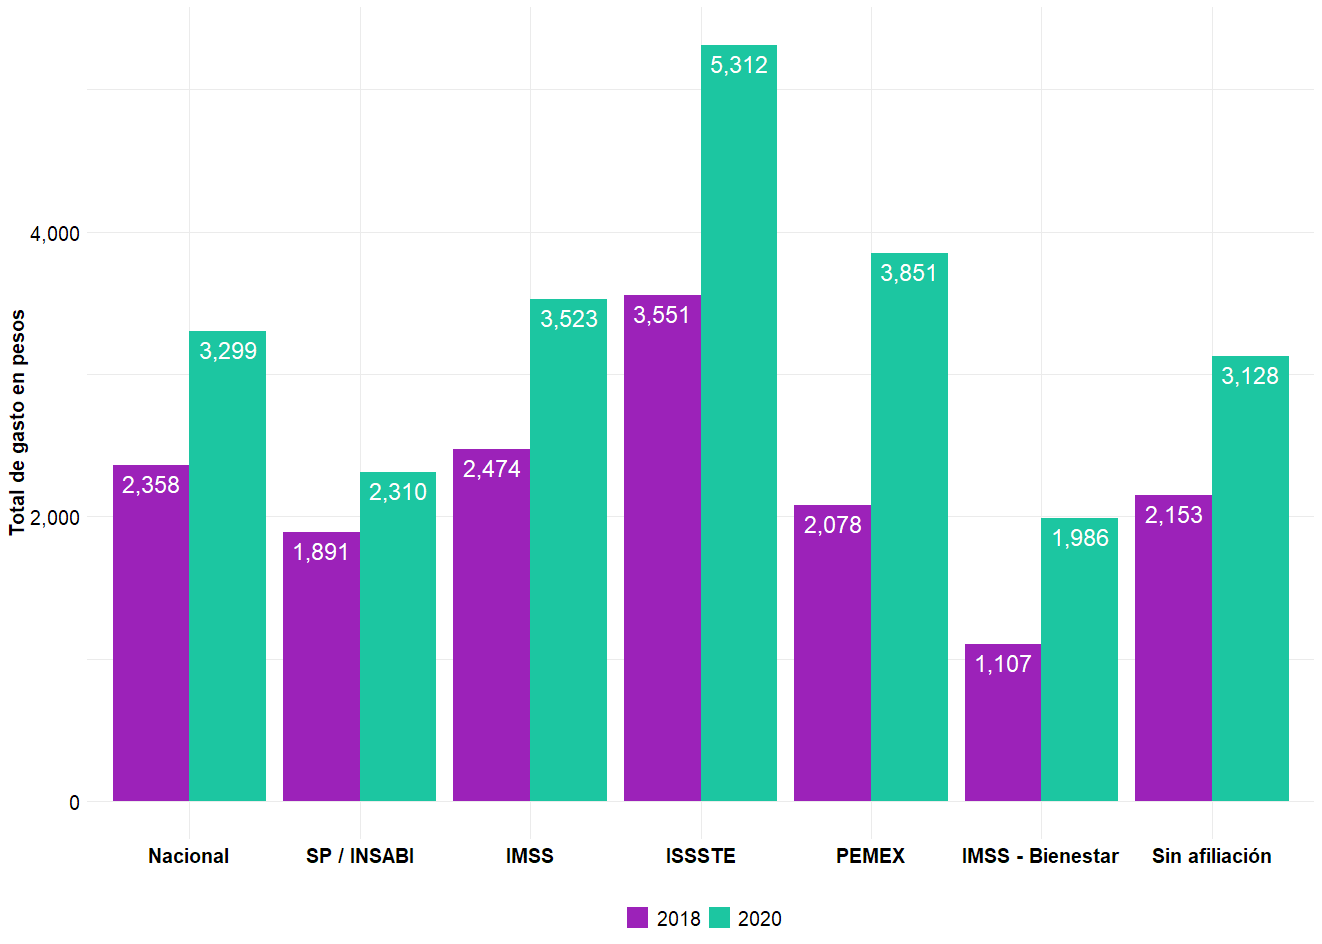 Total de gasto en pesos
4,000
2,000
0
2,358
3,299
1,891
2,310
2,474
3,523
3,551
5,312
2,078
3,851
1,107
1,986
2,153
3,128
Nacional
SP / INSABI
IMSS
ISSSTE
PEMEX
IMSS - Bienestar
Sin afiliación
2018
2020